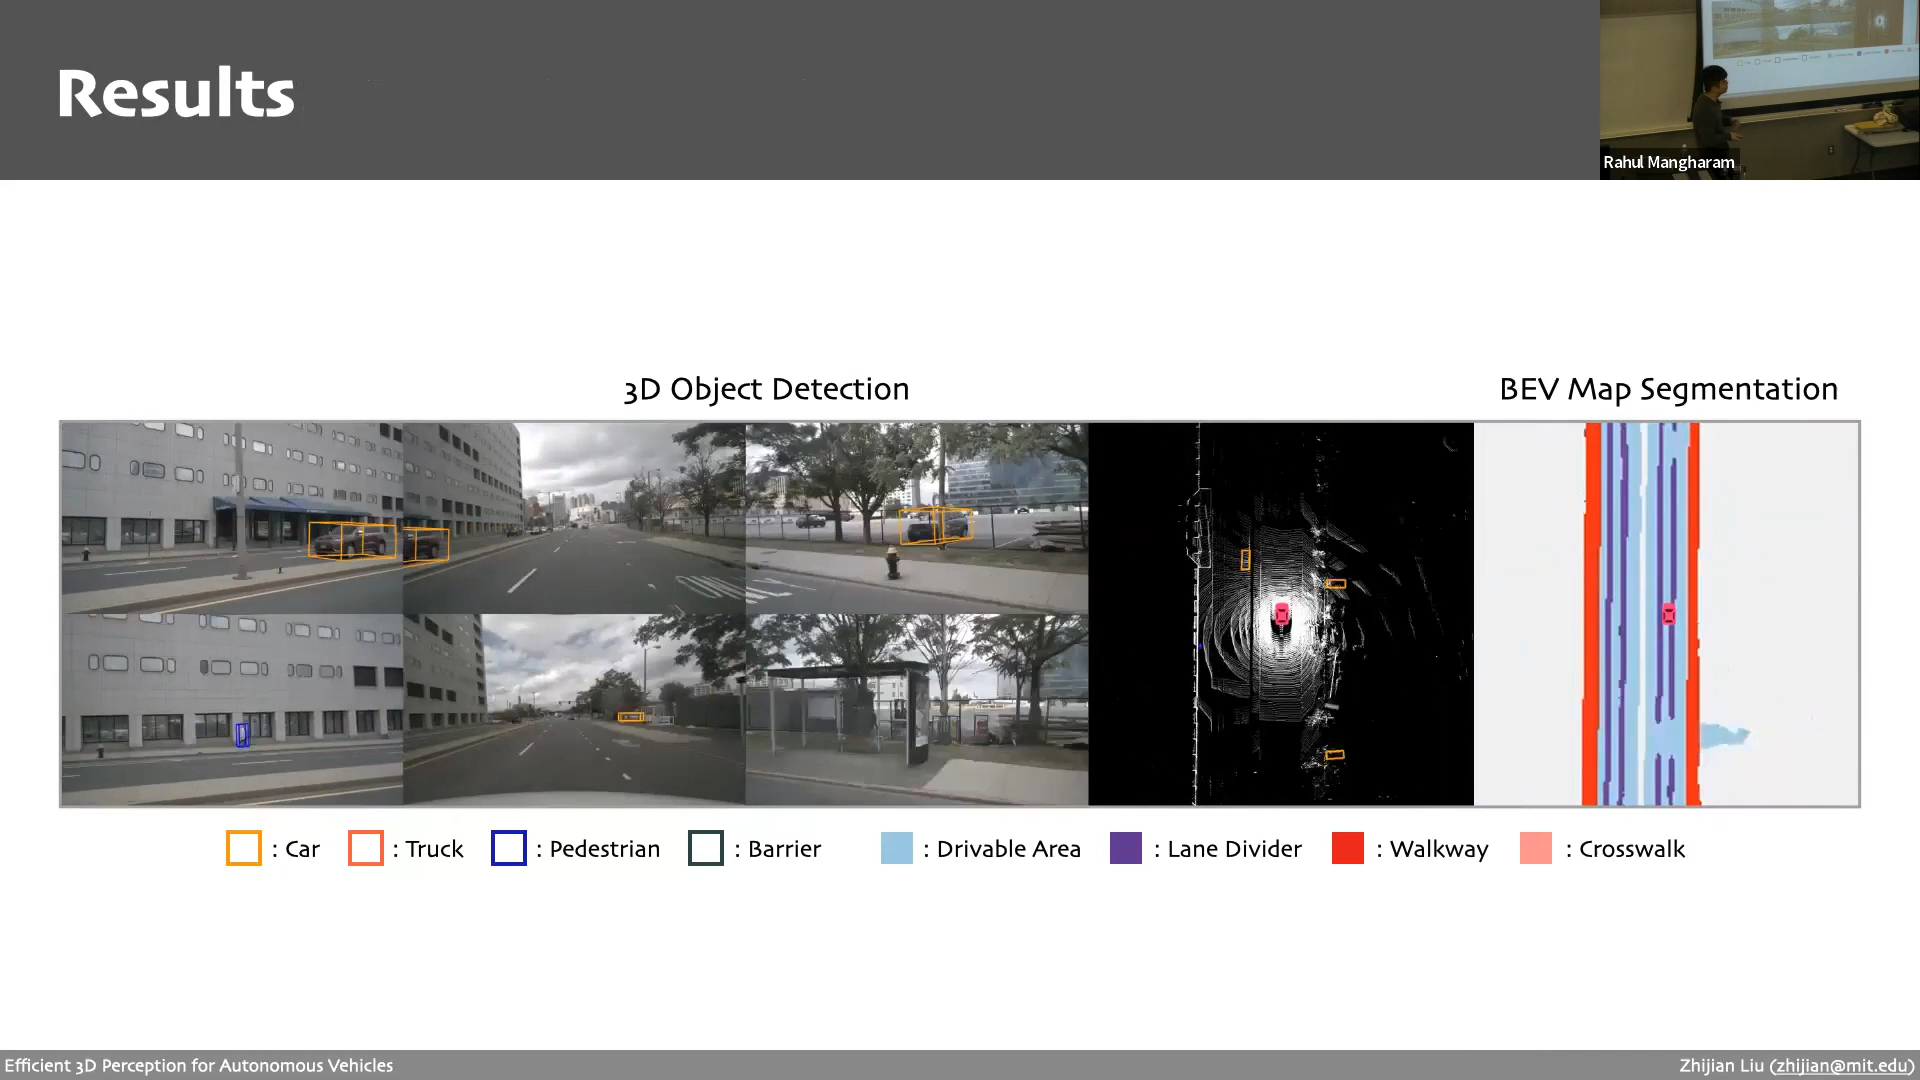 Results
Rahul Mangharam
3D Object Detection
BEV Map Segmentation
: Car : Truck : Pedestrian : Barrier : Drivable Area : Lane Divider : Walkway : Crosswalk
Efficient 3D Perception for Autonomous Vehicles
Zhijian Liu (zhijian@mit.edu)